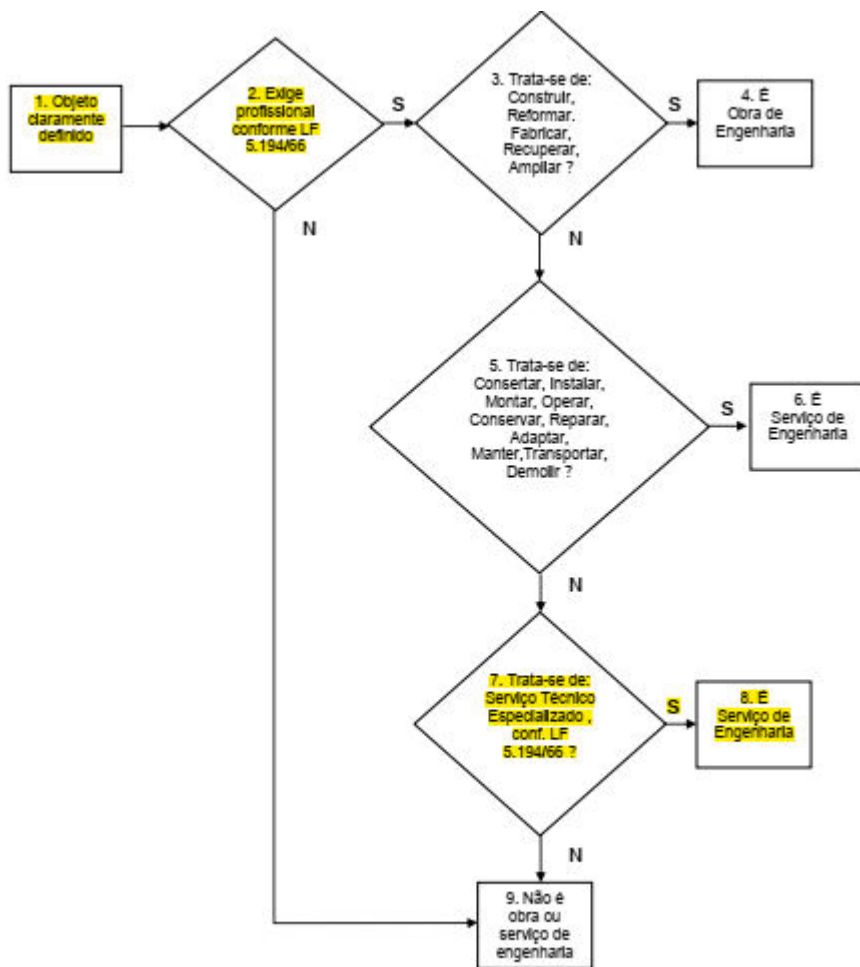 1. Objeto
claramente
definido
2. Exige
profissional
conforme LF
5.194/66
S
N
3. Trata-se de:
Construir,
Reformar.
Fabricar,
Recuperar,
Ampliar ?
S
N
4. É
Obra de
Engenharia
5. Trata-se de:
Consertar, Instalar,
Montar, Operar,
Conservar, Reparar,
Adaptar,
Manter,Transportar,
Demolir ?
S
N
6. É
Serviço de
Engenharia
7. Trata-se de:
Serviço Técnico
Especializado ,
conf. LF
5.194/66 ?
S
N
8. É
Serviço de
Engenharia
9. Não é
obra ou
serviço de
engenharia